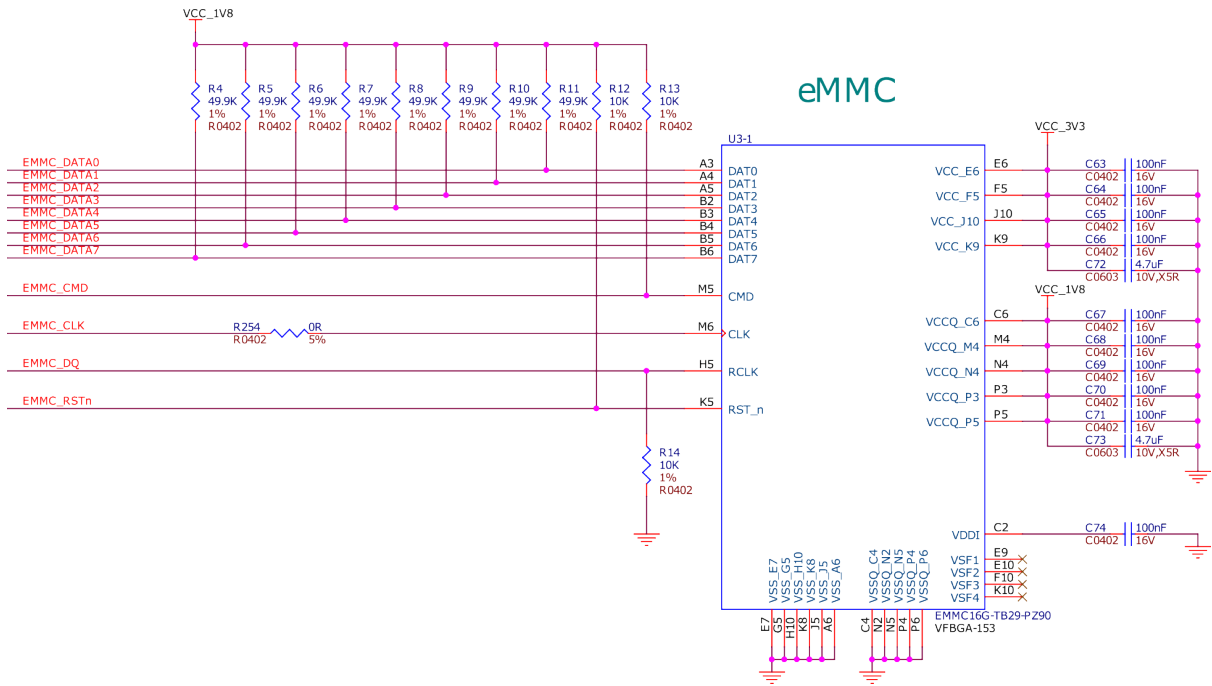 VCC_1V8
eMMC
R4 R5 R6 R7 R8 R9 R10 R11 R12 R13
49.9K 49.9K 49.9K 49.9K 49.9K 49.9K 49.9K 49.9K 10K 10K
1% 1% 1% 1% 1% 1% 1% 1% 1% 1%
R0402 R0402 R0402 R0402 R0402 R0402 R0402 R0402 R0402 R0402
U3-1
VCC_3V3
EMMC_DATA0 A3 DAT0
EMMC_DATA1 A4 DAT1
EMMC_DATA2 A5 DAT2
EMMC_DATA3 B2 DAT3
EMMC_DATA4 B3 DAT4
EMMC_DATA5 B4 DAT5
EMMC_DATA6 B5 DAT6
EMMC_DATA7 B6 DAT7
EMMC_CMD M5 CMD
EMMC_CLK R254 0R M6 CLK
R0402 5%
EMMC_DQ H5 RCLK
EMMC_RSTn K5 RST_n
R14
10K
1%
R0402
VCC_E6 E6 C63 100nF
C0402 16V
VCC_F5 F5 C64 100nF
C0402 16V
VCC_J10 J10 C65 100nF
C0402 16V
VCC_K9 K9 C66 100nF
C0402 16V
C72 4.7uF
C0603 10V,X5R
VCC_1V8
VCCQ_C6 C6 C67 100nF
C0402 16V
VCCQ_M4 M4 C68 100nF
C0402 16V
VCCQ_N4 N4 C69 100nF
C0402 16V
VCCQ_P3 P3 C70 100nF
C0402 16V
VCCQ_P5 P5 C71 100nF
C0402 16V
C73 4.7uF
C0603 10V,X5R
VDDI C2 C74 100nF
C0402 16V
VSF1 E9
VSF2 E10
VSF3 F10
VSF4 K10
VSS_E7 VSS_G5 VSS_H10 VSS_K8 VSS_J5 VSS_A6 VSSQ_C4 VSSQ_N2 VSSQ_N5 VSSQ_P4 VSSQ_P6
E7 G5 H10 K8 J5 A6 C4 N2 N5 P4 P6
EMMC16G-TB29-PZ90
VFBGA-153